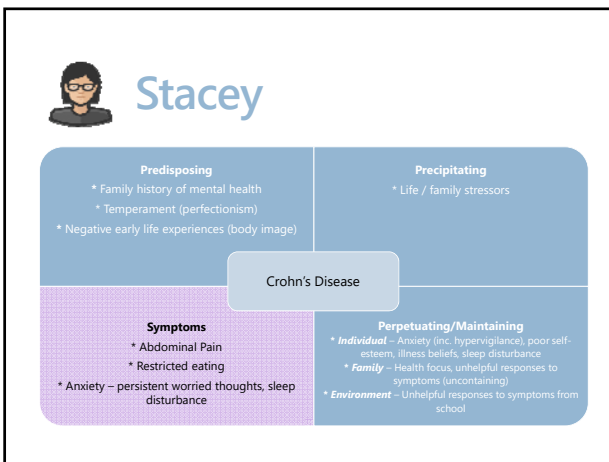 Stacey
Predisposing
* Family history of mental health
* Temperament (perfectionism)
* Negative early life experiences (body image)
Precipitating
* Life / family stressors
Crohn's Disease
Symptoms
* Abdominal Pain
* Restricted eating
* Anxiety – persistent worried thoughts, sleep
disturbance
Perpetuating/Maintaining
* Individual – Anxiety (inc. hypervigilance), poor self-
esteem, illness beliefs, sleep disturbance
* Family – Health focus, unhelpful responses to
symptoms (uncontaining)
* Environment – Unhelpful responses to symptoms from
school